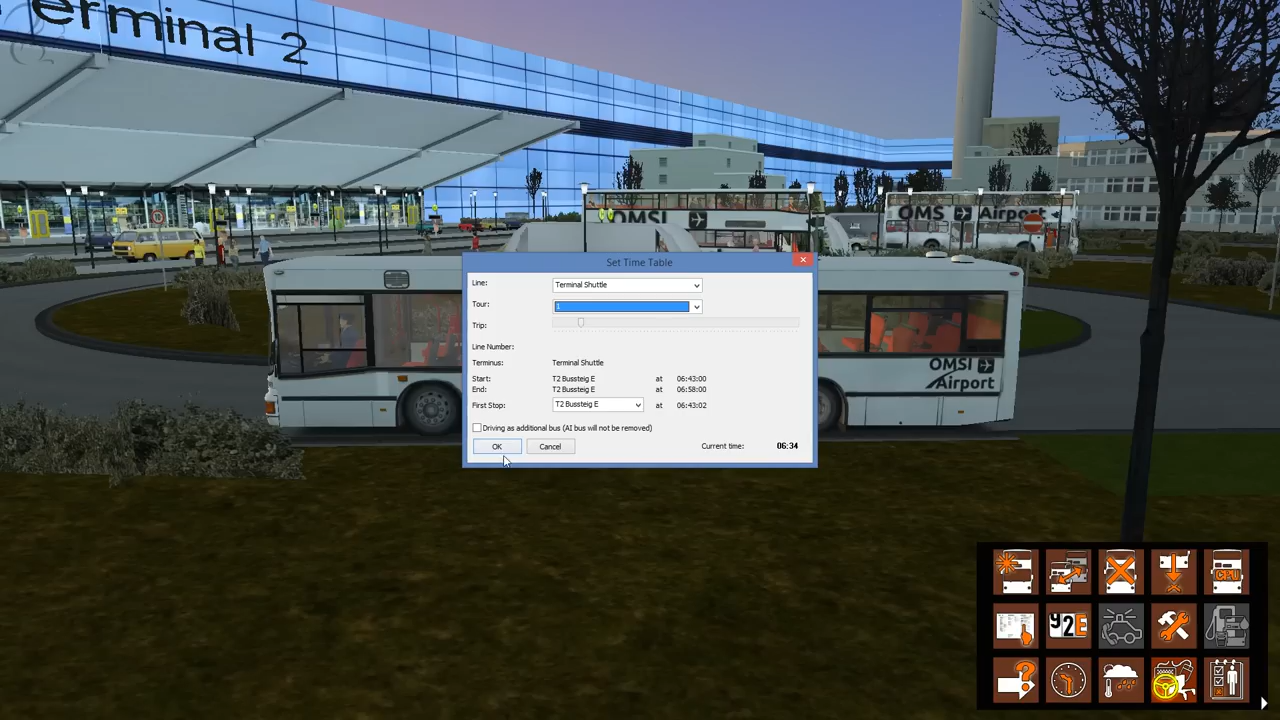 erminal 2
OMSI
OMSI Airport
OMSI
Airport
Set Time Table
Line: Terminal Shuttle
Tour:
Trip:
Line Number:
Terminus: Terminal Shuttle
Start: T2 Bussteig E at 06:43:00
End: T2 Bussteig E at 06:58:00
First Stop: T2 Bussteig E at 06:43:02
Driving as additional bus (AI bus will not be removed)
OK Cancel Current time: 06:34
CPU
92E